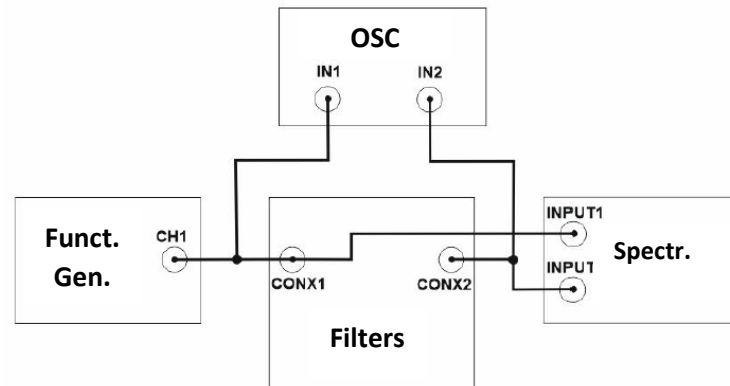 OSC
IN1
IN2
Funct.
Gen.
CH1
CONX1
CONX2
Filters
INPUT1
INPUT
Spectr.